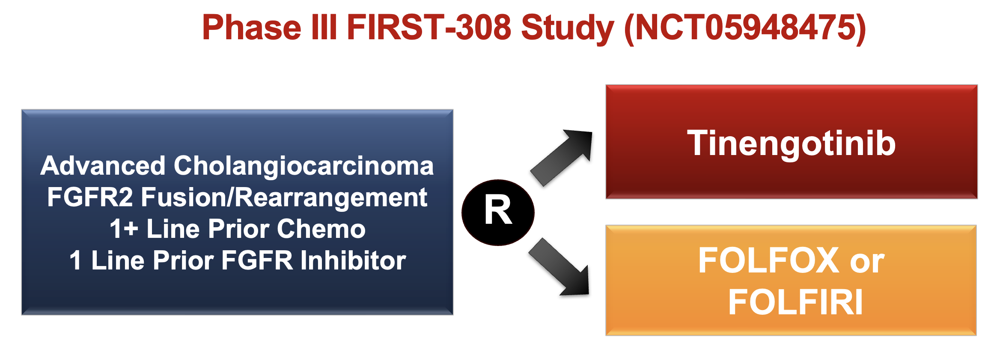 Phase III FIRST-308 Study (NCT05948475)
Advanced Cholangiocarcinoma
FGFR2 Fusion/Rearrangement
1+ Line Prior Chemo
1 Line Prior FGFR Inhibitor
R
Tinengotinib
FOLFOX or
FOLFIRI